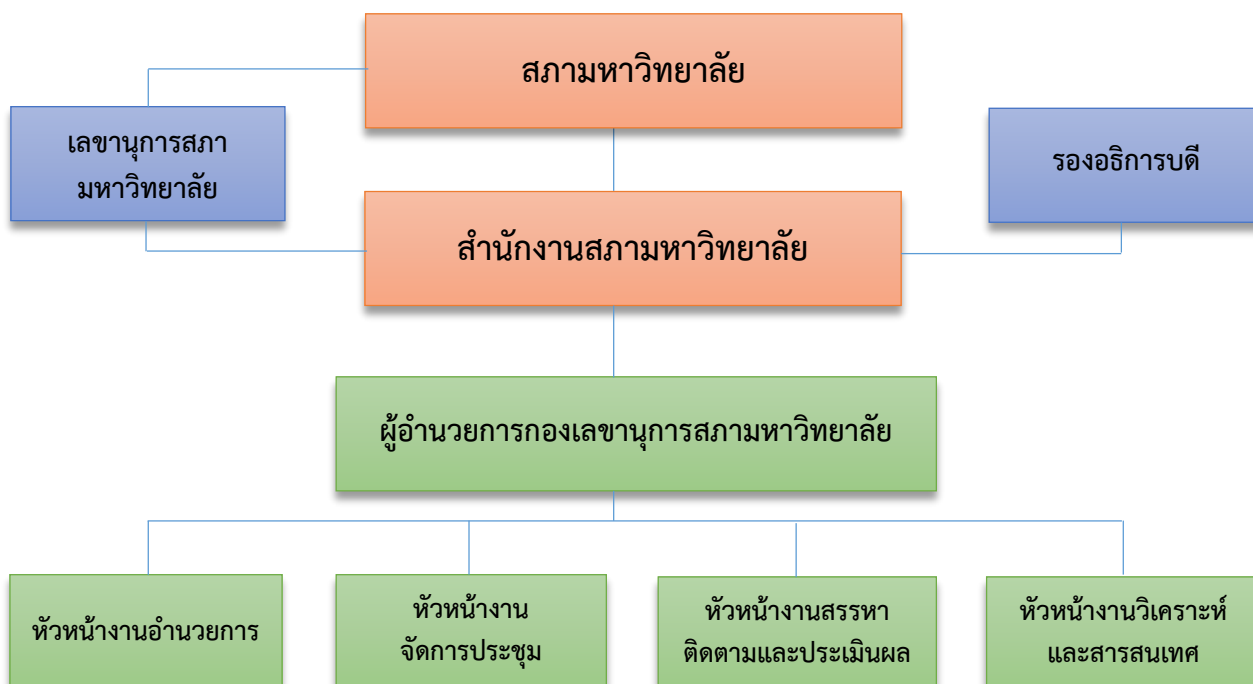 สภามหาวิทยาลัย
เลขานุการสภา
มหาวิทยาลัย
รองอธิการบดี
สำนักงานสภามหาวิทยาลัย
ผู้อำนวยการกองเลขานุการสภามหาวิทยาลัย
หัวหน้างานอำนวยการ
หัวหน้างาน
จัดการประชุม
หัวหน้างานสรรหา
ติดตามและประเมินผล
หัวหน้างานวิเคราะห์
และสารสนเทศ